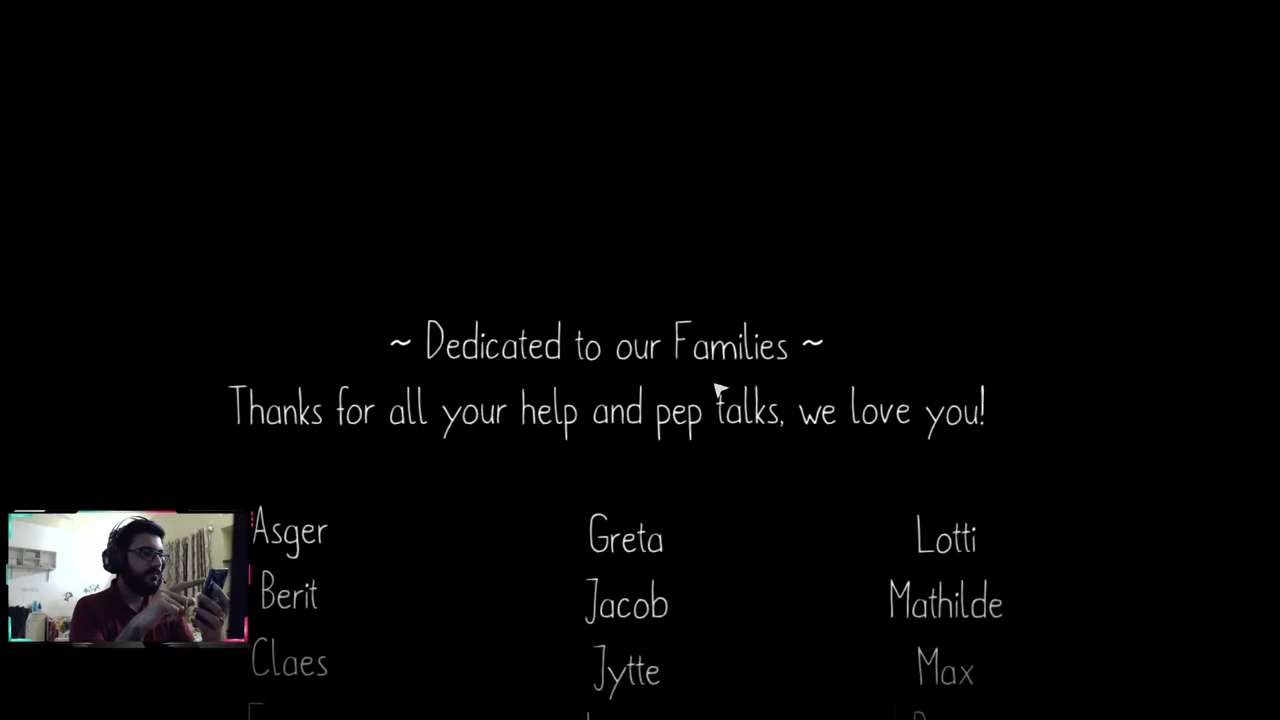 ~ Dedicated to our Families ~
Thanks for all your help and pep talks, we love you!
Asger Greta Lotti
Berit Jacob Mathilde
Claes Jytte Max